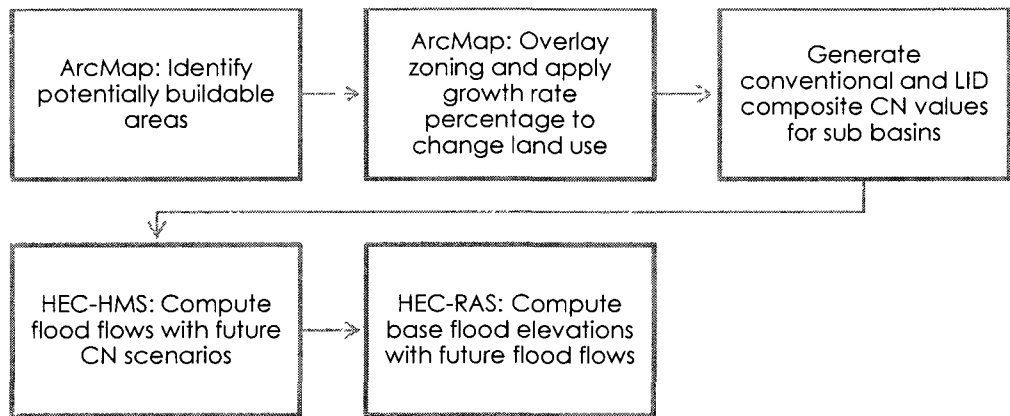 ArcMap: Identify
potentially buildable
areas
ArcMap: Overlay
zoning and apply
growth rate
percentage to
change land use
Generate
conventional and LID
composite CN values
for sub basins
HEC-HMS: Compute
flood flows with future
CN scenarios
HEC-RAS: Compute
base flood elevations
with future flood flows